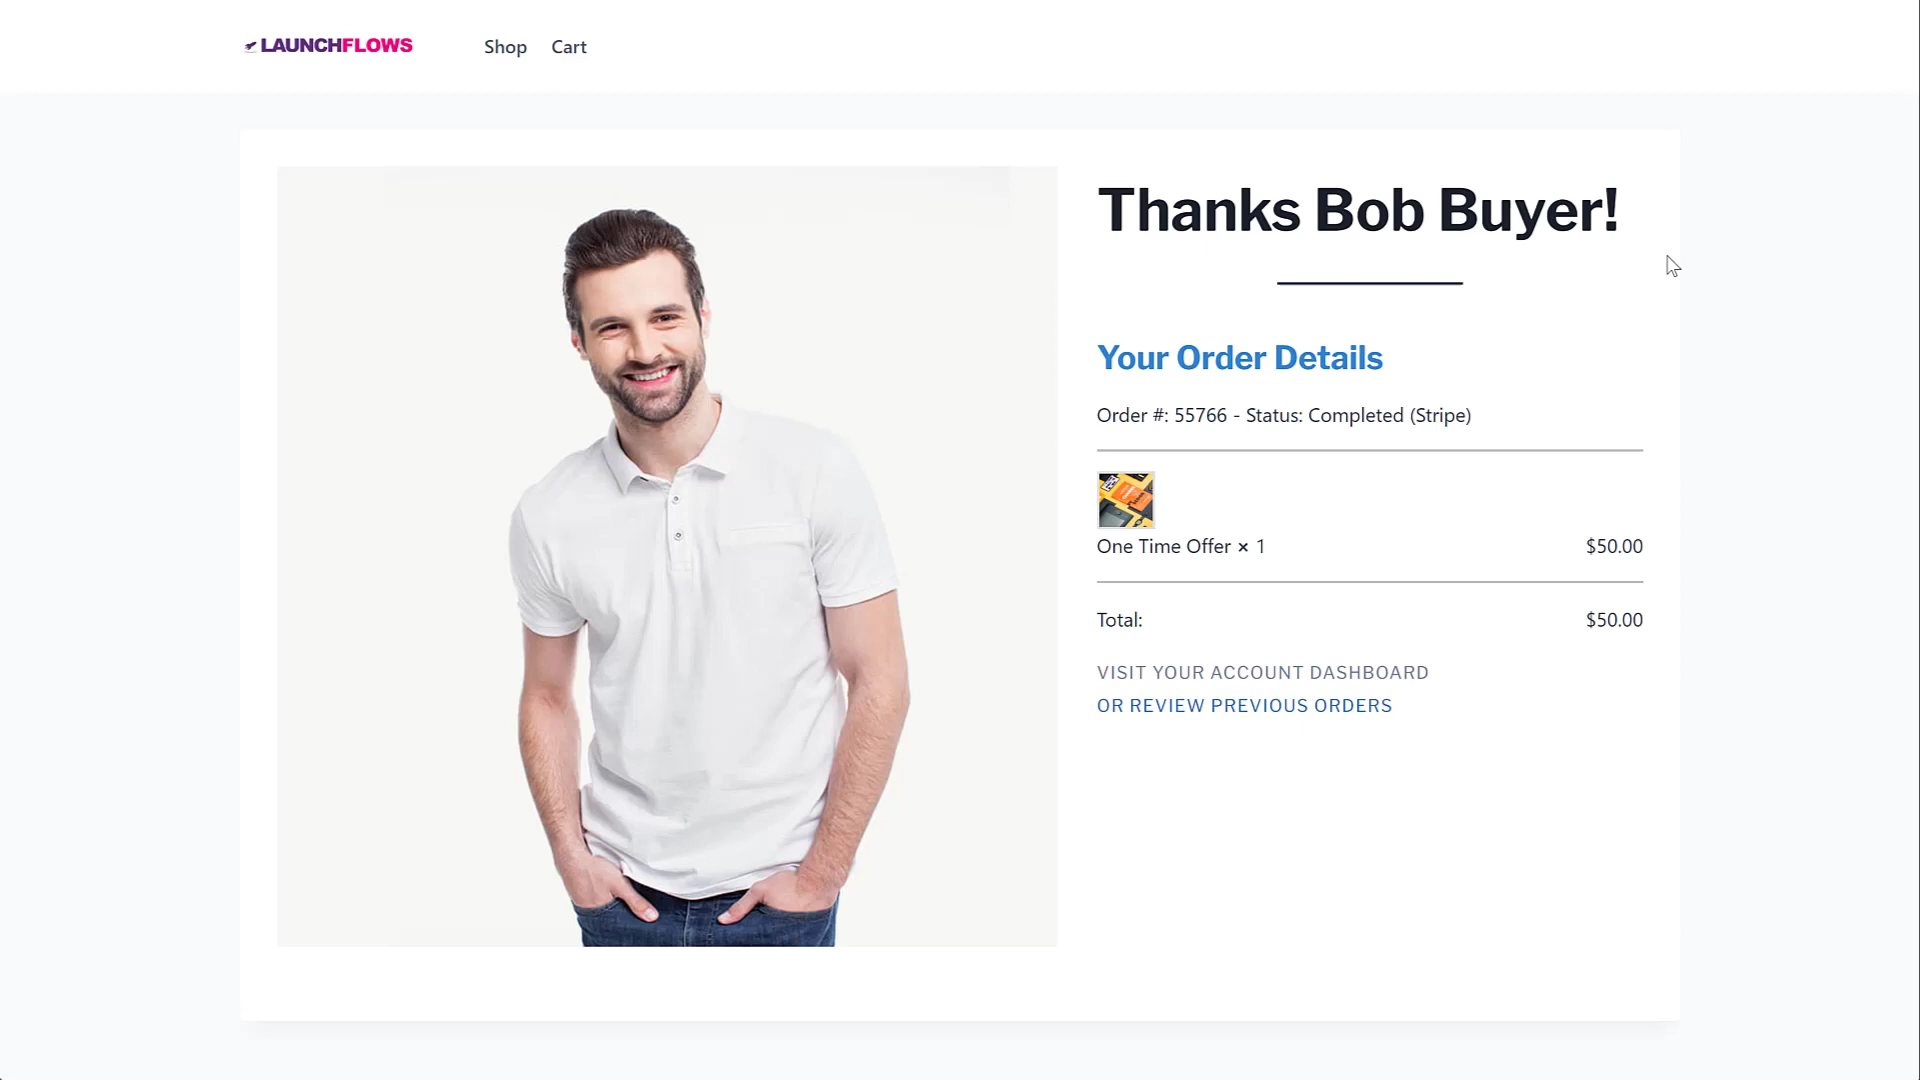 LAUNCHFLOWS
Shop
Cart
Thanks Bob Buyer!
Your Order Details
Order #: 55766 - Status: Completed (Stripe)
One Time Offer × 1
$50.00
Total:
$50.00
VISIT YOUR ACCOUNT DASHBOARD
OR REVIEW PREVIOUS ORDERS